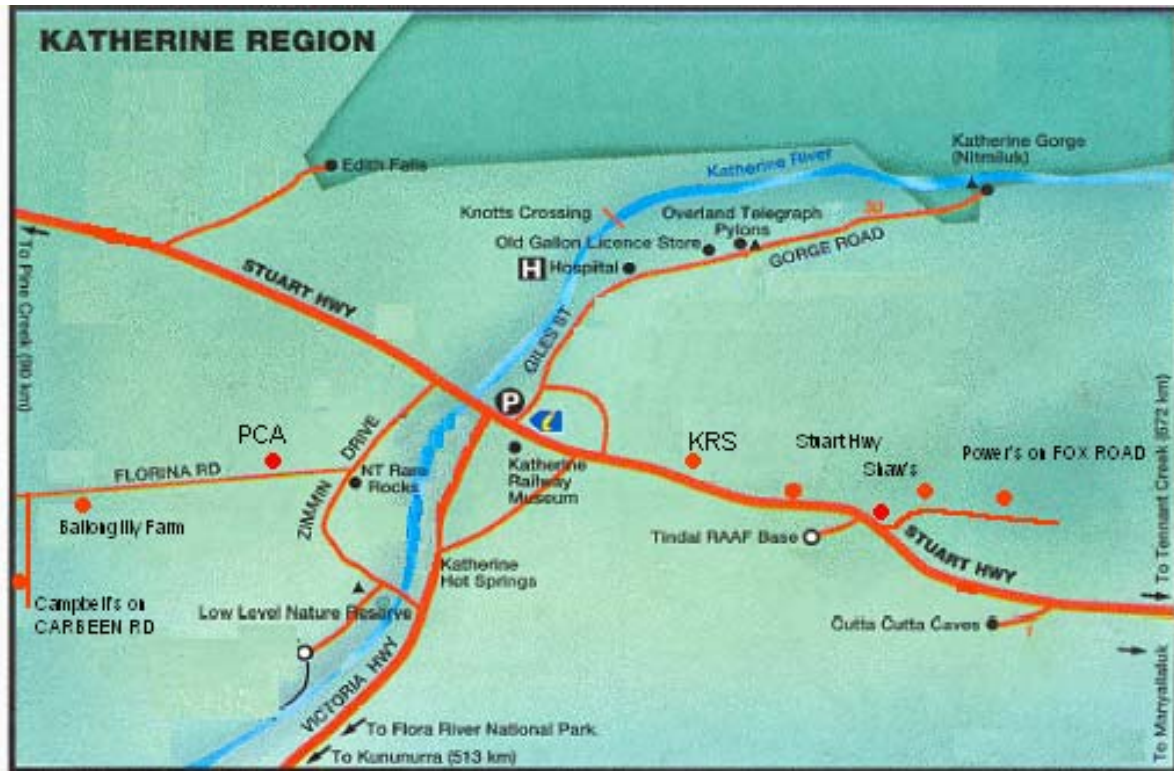 KATHERINE REGION
Edith Falls
Katherine River
Katherine Gorge
(Nitmiluk)
Knotts Crossing
Overland Telegraph
Pylons
30
Old Gallon Licence Store
GORGE ROAD
H Hospital
To Pine Creek (90 km)
STUART HWY
GILES ST
P
i
PCA
DRIVE
KRS
Stuart Hwy
Shaw's
Power's on FOX ROAD
To Tennant Creek (672 km)
FLORINA RD
NT Rare
Rocks
Katherine
Railway
Museum
Ballongilly Farm
ZIMMIN
Tindal RAAF Base
STUART HWY
Katherine
Hot Springs
Campbell's on
CARBEEN RD
Low Level Nature Reserve
Cutta Cutta Caves
1
VICTORIA HWY
To Manyallaluk
To Flora River National Park
To Kununurra (513 km)